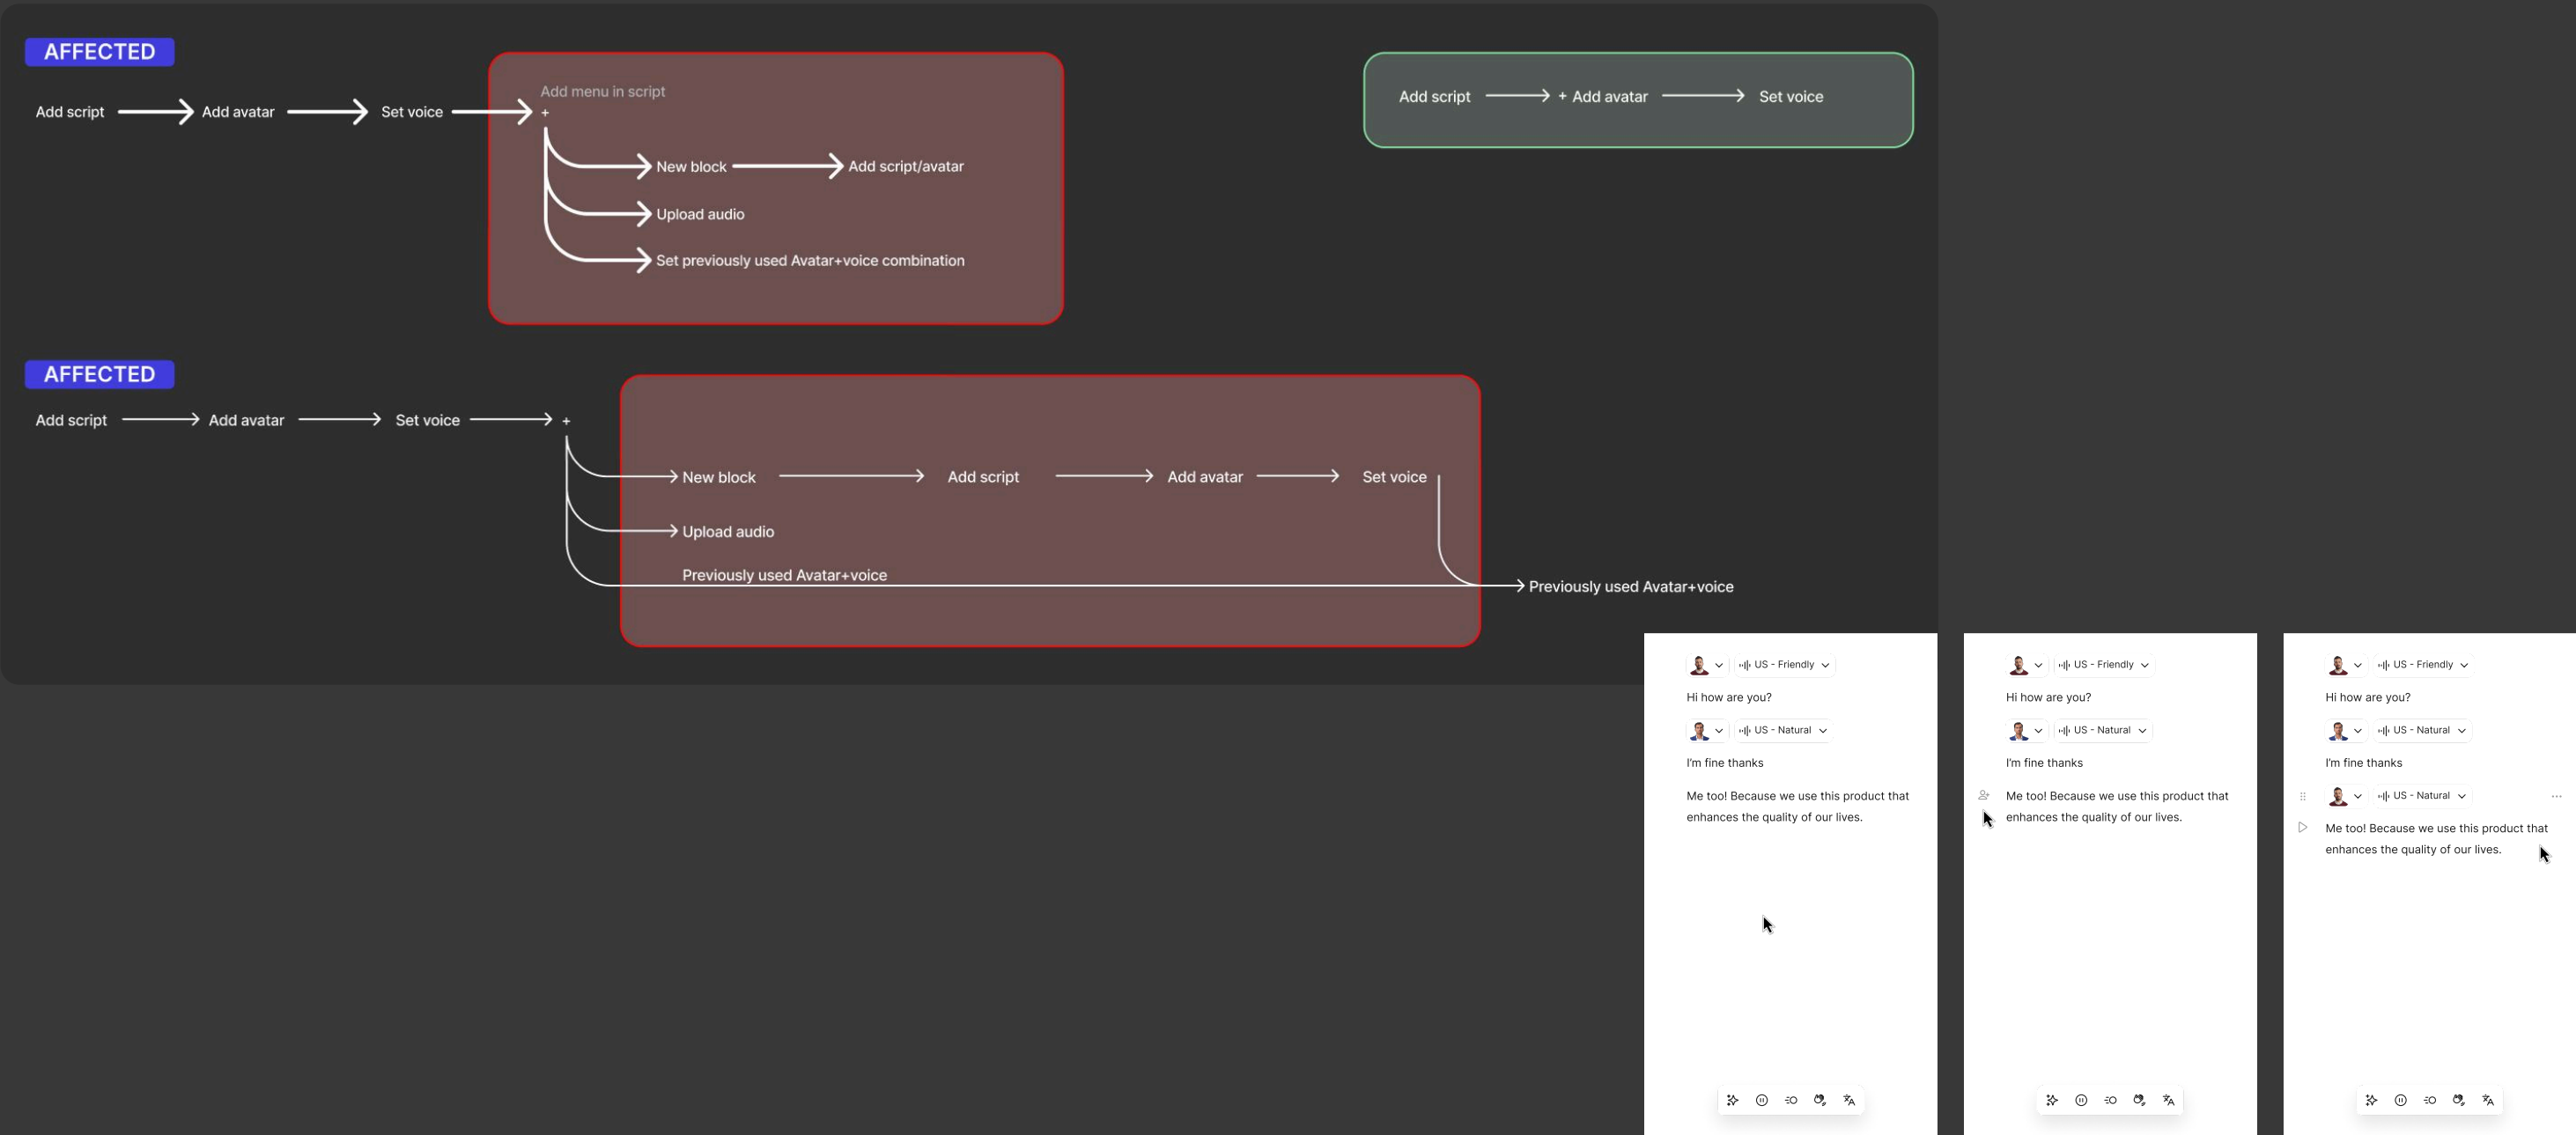 AFFECTED
Add script
Add avatar
Set voice
Add menu in script
+
New block
Add script/avatar
Upload audio
Set previously used Avatar+voice combination
Add script
+ Add avatar
Set voice
AFFECTED
Add script
Add avatar
Set voice
+
New block
Add script
Add avatar
Set voice
Upload audio
Previously used Avatar+voice
Previously used Avatar+voice
US - Friendly
Hi how are you?
US - Natural
I'm fine thanks
Me too! Because we use this product that
enhances the quality of our lives.
US - Friendly
Hi how are you?
US - Natural
I'm fine thanks
Me too! Because we use this product that
enhances the quality of our lives.
US - Friendly
Hi how are you?
US - Natural
I'm fine thanks
US - Natural
Me too! Because we use this product that
enhances the quality of our lives.